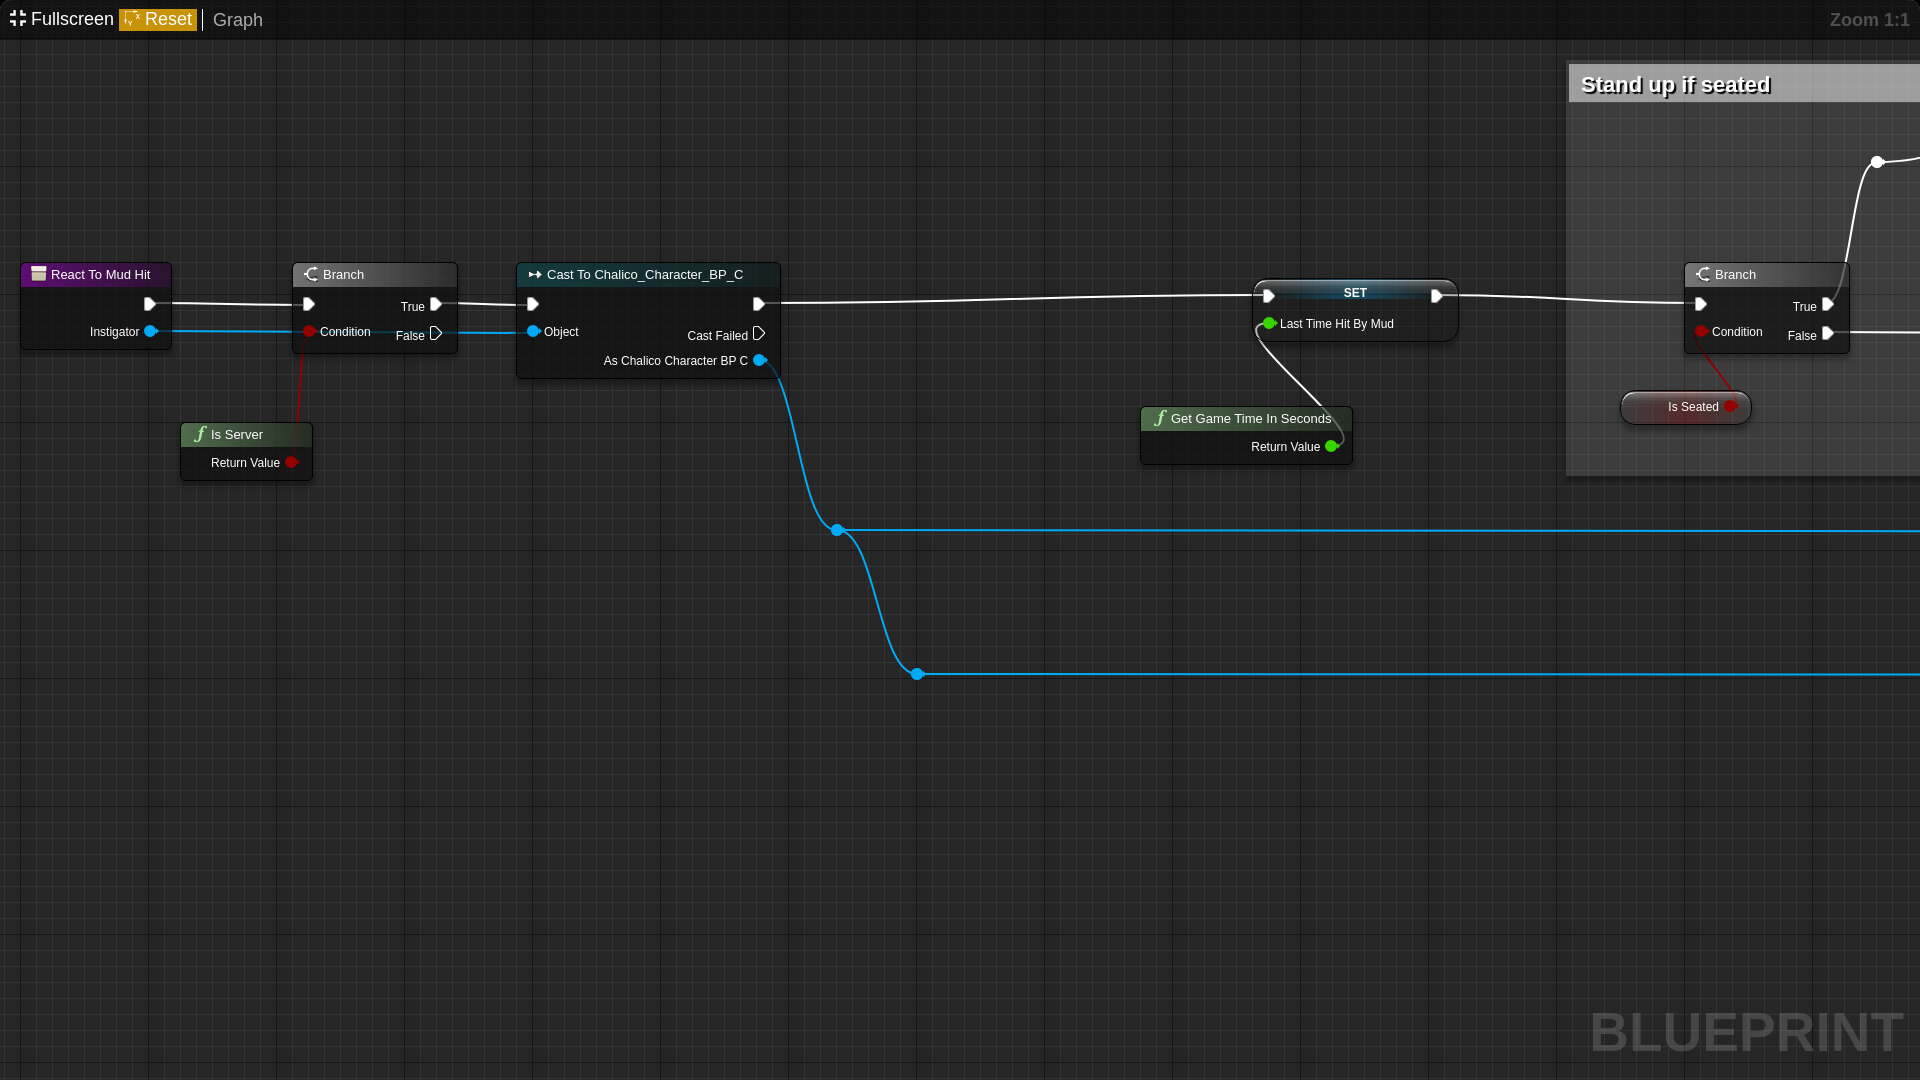 Fullscreen Reset Graph
Zoom 1:1
Stand up if seated
React To Mud Hit
Instigator
Branch
True
Condition
False
Cast To Chalico_Character_BP_C
Object
Cast Failed
As Chalico Character BP C
SET
Last Time Hit By Mud
Branch
True
Condition
False
Is Seated
Get Game Time In Seconds
Return Value
Is Server
Return Value
BLUEPRINT